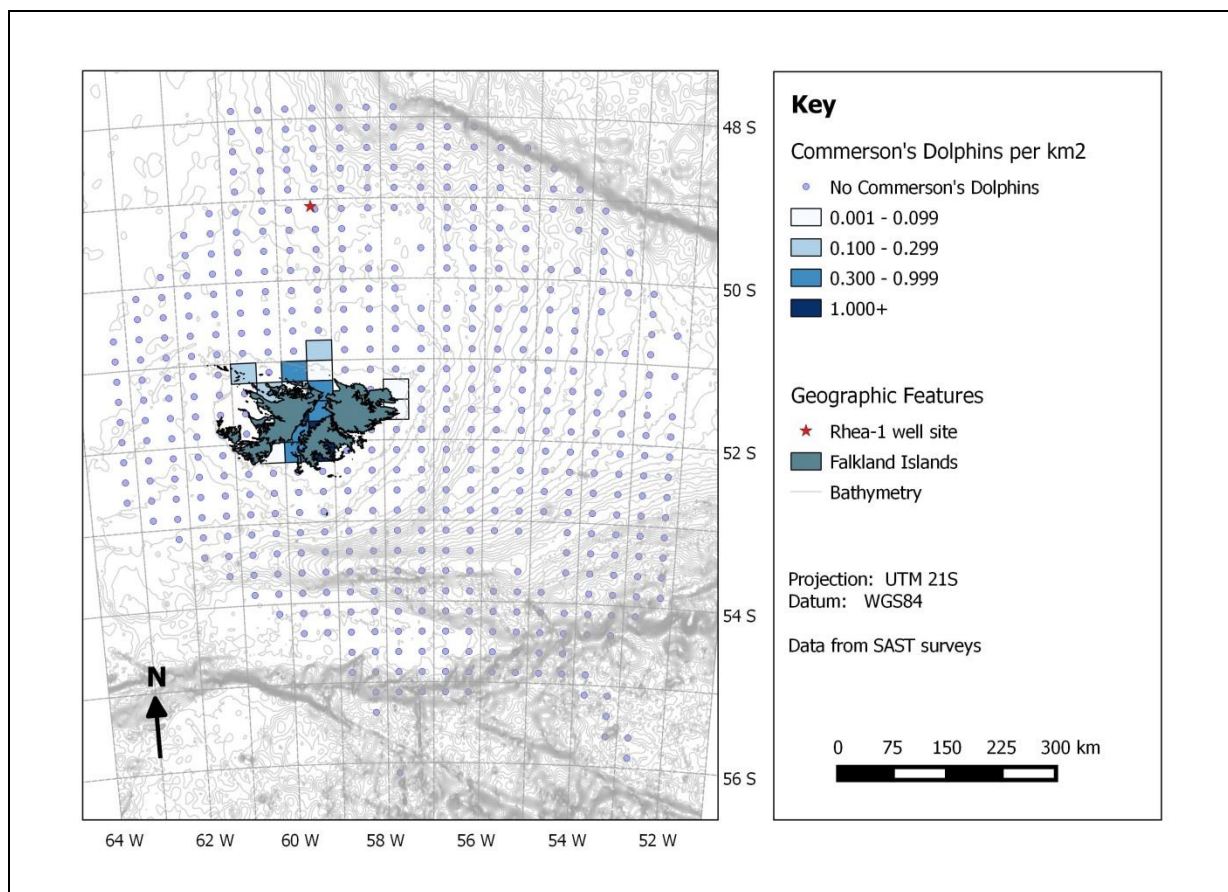 48 S
50 S
52 S
54 S
56 S
64 W
62 W
60 W
58 W
56 W
54 W
52 W
N
Key
Commerson's Dolphins per km2
No Commerson's Dolphins
0.001 - 0.099
0.100 - 0.299
0.300 - 0.999
1.000+
Geographic Features
Rhea-1 well site
Falkland Islands
Bathymetry
Projection: UTM 21S
Datum: WGS84
Data from SAST surveys
0 75 150 225 300 km